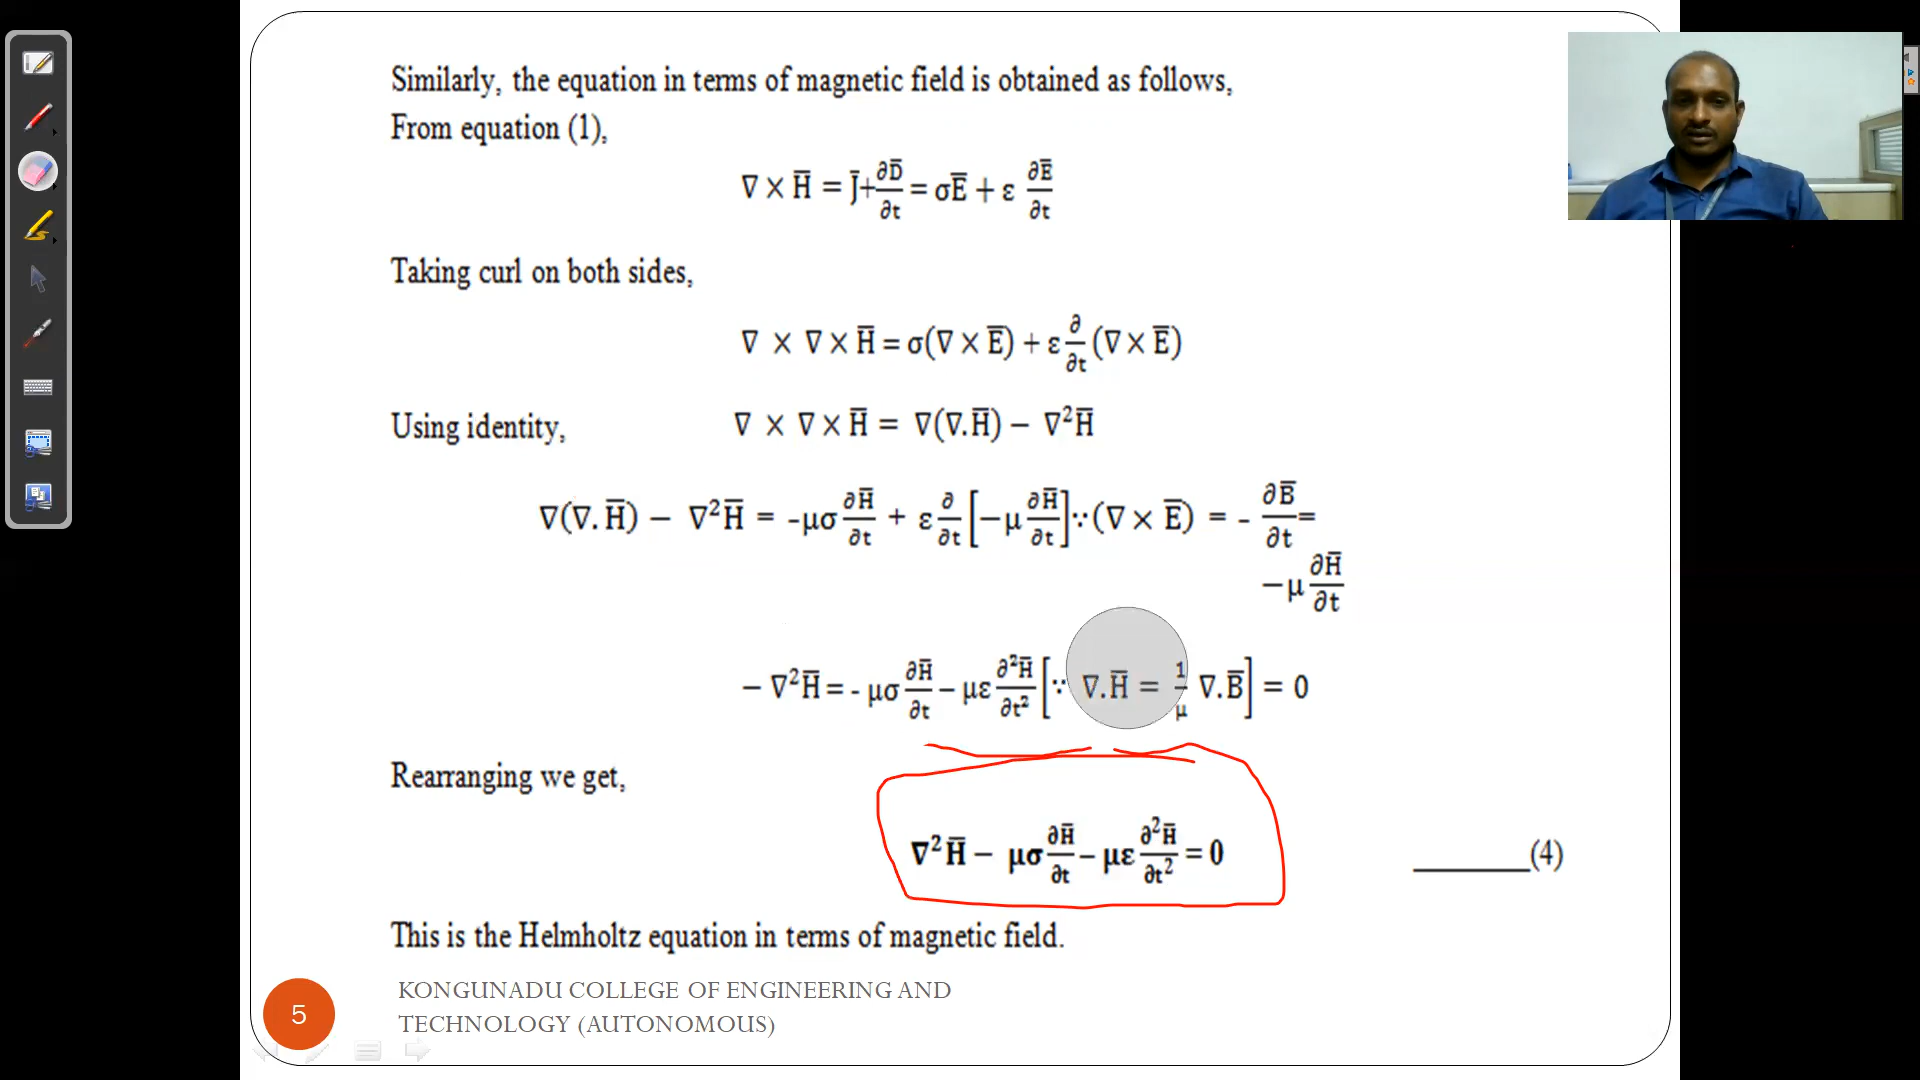 Similarly, the equation in terms of magnetic field is obtained as follows,
From equation (1),
∇ × H̅ = J̅+∂D̅/∂t = σE̅ + ε ∂E̅/∂t
Taking curl on both sides,
∇ × ∇ × H̅ = σ(∇ × E̅) + ε ∂/∂t (∇ × E̅)
Using identity, ∇ × ∇ × H̅ = ∇(∇.H̅) − ∇²H̅
∇(∇. H̅) − ∇²H̅ = -μσ ∂H̅/∂t + ε ∂/∂t [−μ ∂H̅/∂t] ∵ (∇ × E̅) = - ∂B̅/∂t =
−μ ∂H̅/∂t
− ∇²H̅ = - μσ ∂H̅/∂t − με ∂²H̅/∂t² [∵ ∇.H̅ = 1/μ ∇.B̅] = 0
Rearranging we get,
∇²H̅ − μσ ∂H̅/∂t − με ∂²H̅/∂t² = 0 _______(4)
This is the Helmholtz equation in terms of magnetic field.
5
KONGUNADU COLLEGE OF ENGINEERING AND
TECHNOLOGY (AUTONOMOUS)